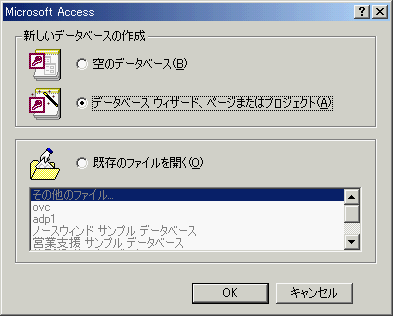 Microsoft Access
新しいデータベースの作成
空のデータベース(B)
データベース ウィザード、ページまたはプロジェクト(A)
既存のファイルを開く(O)
その他のファイル...
ovc
adp1
ノースウィンド サンプル データベース
営業支援 サンプル データベース
OK
キャンセル